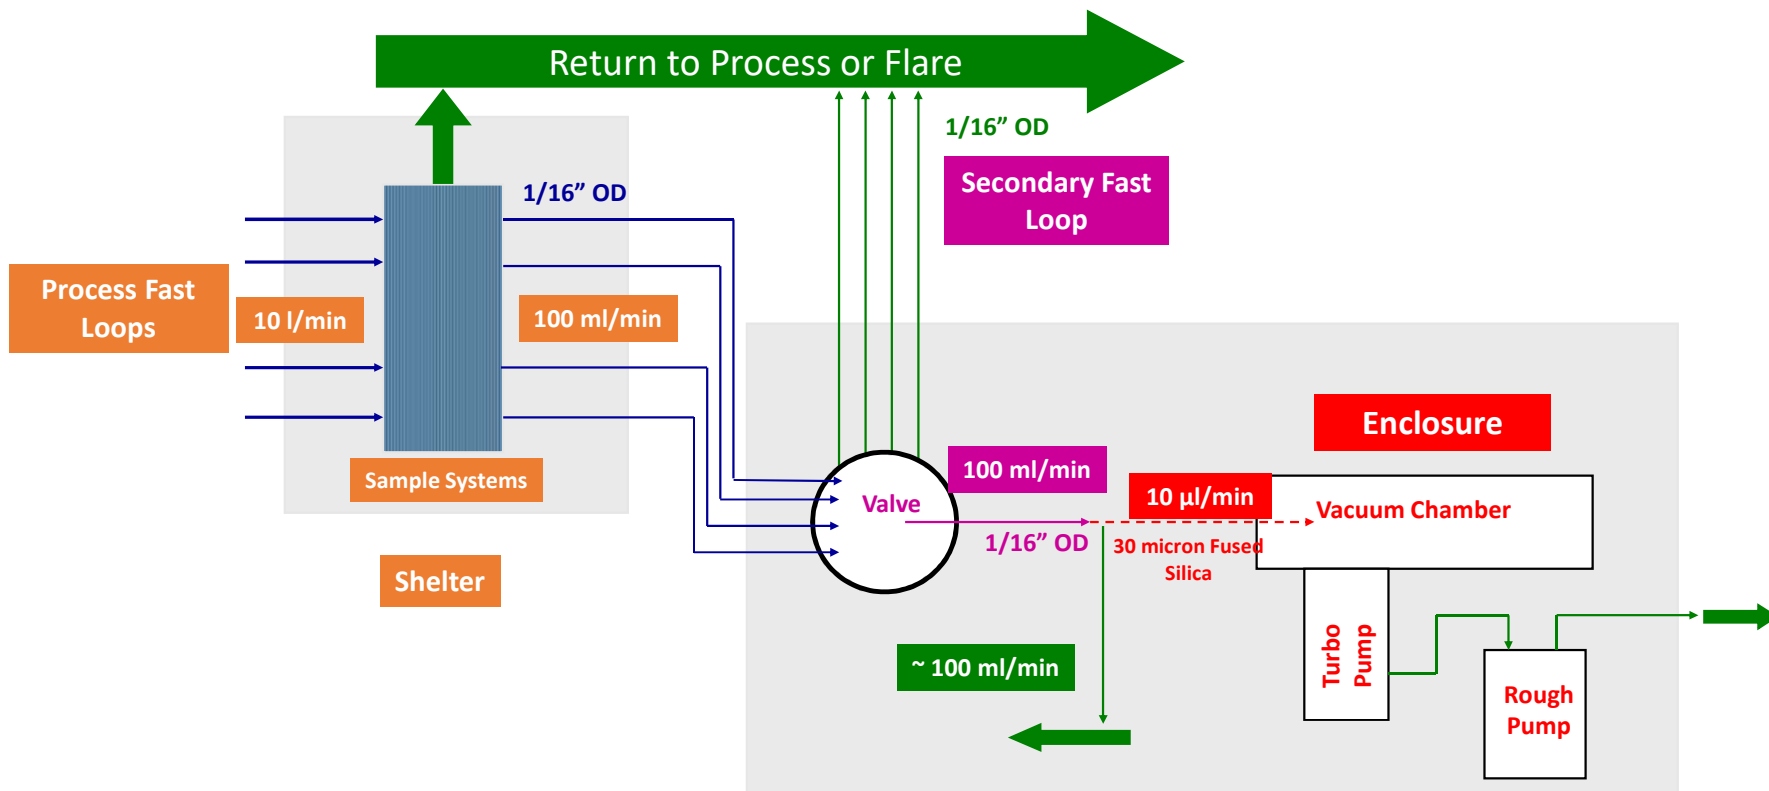 Return to Process or Flare
1/16” OD
1/16” OD
Secondary Fast
Loop
Process Fast
Loops
10 l/min
100 ml/min
Sample Systems
Shelter
Enclosure
Valve
100 ml/min
10 µl/min
Vacuum Chamber
1/16” OD
30 micron Fused
Silica
~ 100 ml/min
Turbo
Pump
Rough
Pump